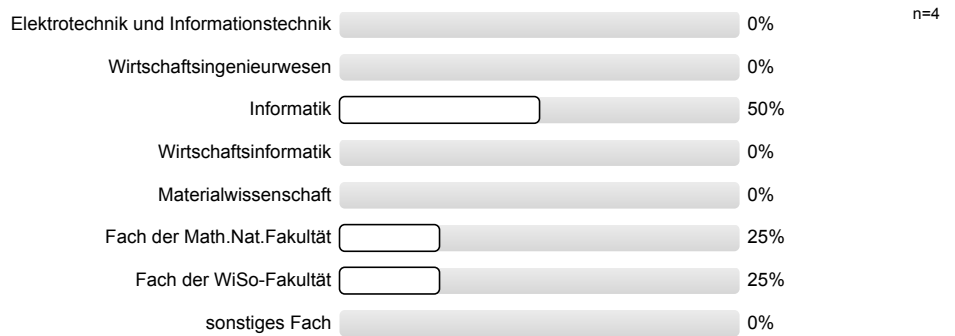 Elektrotechnik und Informationstechnik 0% n=4
Wirtschaftsingenieurwesen 0%
Informatik 50%
Wirtschaftsinformatik 0%
Materialwissenschaft 0%
Fach der Math.Nat.Fakultät 25%
Fach der WiSo-Fakultät 25%
sonstiges Fach 0%